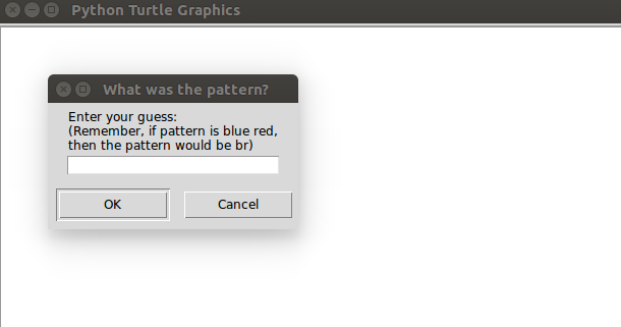 Python Turtle Graphics
What was the pattern?
Enter your guess:
(Remember, if pattern is blue red,
then the pattern would be br)
OK Cancel